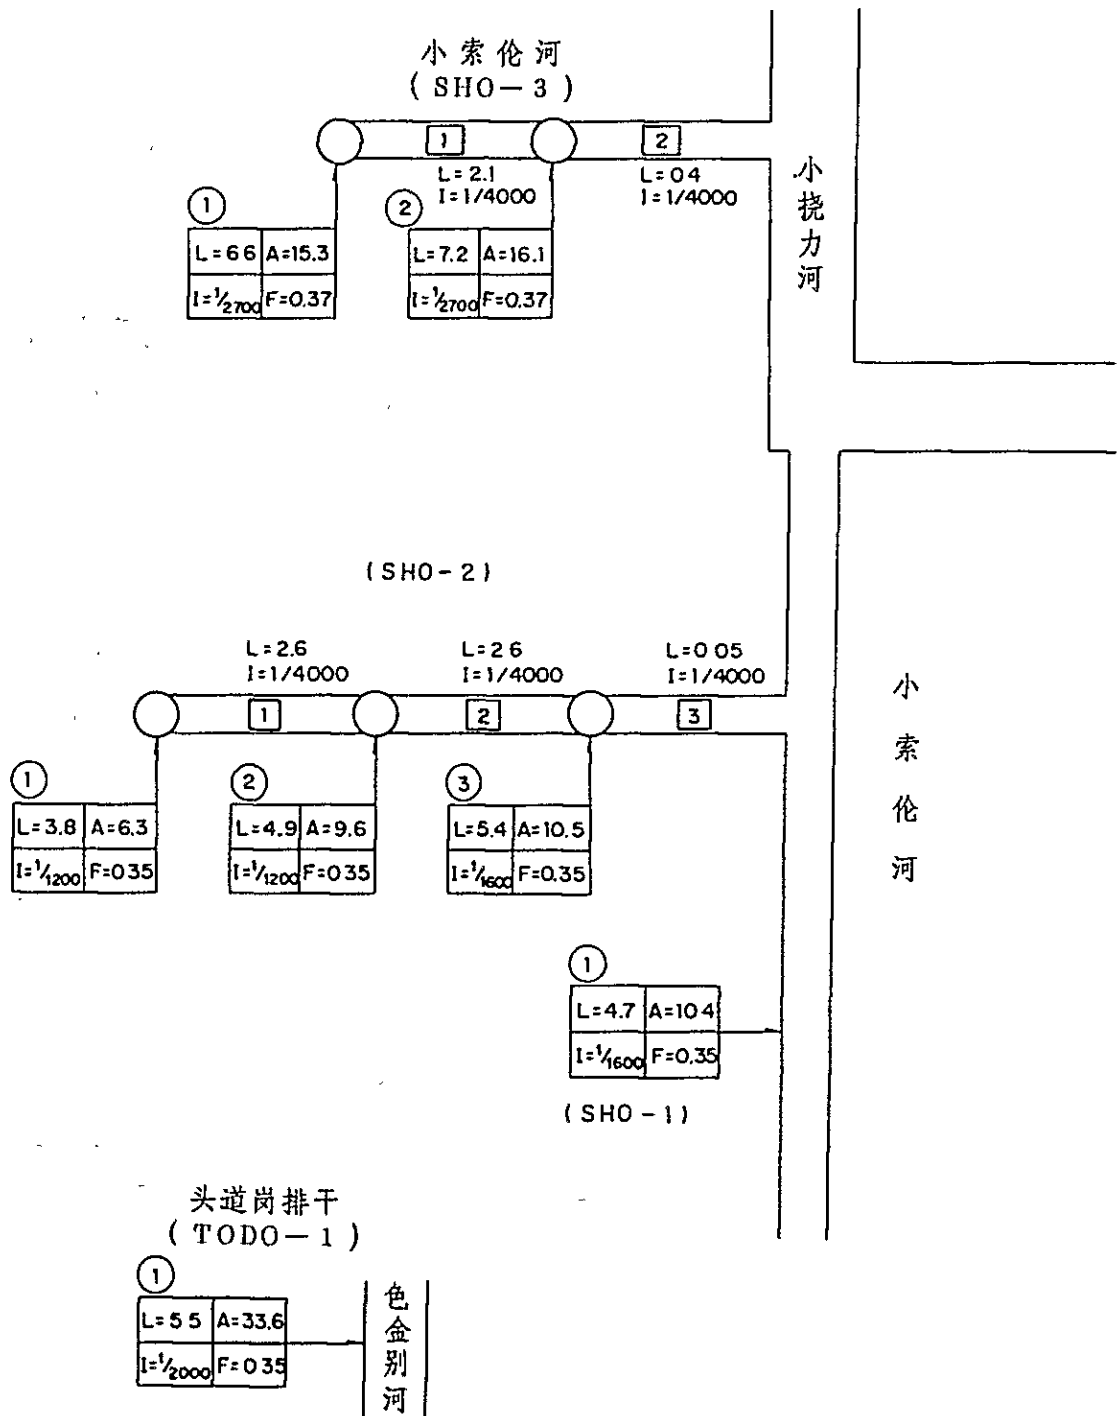 小索伦河
(SHO-3)
1
2
L=2.1
I=1/4000
L=04
I=1/4000
小挠力河
1
L=66 A=15.3
I=1/2700 F=0.37
2
L=7.2 A=16.1
I=1/2700 F=0.37
(SHO-2)
L=2.6
I=1/4000
L=26
I=1/4000
L=005
I=1/4000
1
2
3
小索伦河
1
L=3.8 A=6.3
I=1/1200 F=035
2
L=4.9 A=9.6
I=1/1200 F=035
3
L=5.4 A=10.5
I=1/1600 F=0.35
1
L=4.7 A=104
I=1/1600 F=0.35
(SHO-1)
头道岗排干
(TODO-1)
1
L=55 A=33.6
I=1/2000 F=035
色金别河